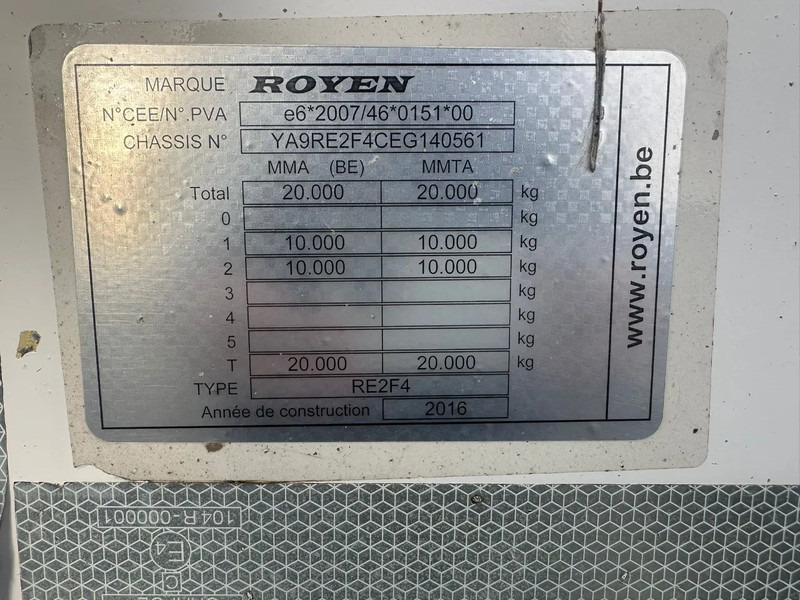 MARQUE ROYEN
N°CEE/N°.PVA e6*2007/46*0151*00
CHASSIS N° YA9RE2F4CEG140561
MMA (BE) MMTA
Total 20.000 20.000 kg
0 kg
1 10.000 10.000 kg
2 10.000 10.000 kg
3 kg
4 kg
5 kg
T 20.000 20.000 kg
TYPE RE2F4
Année de construction 2016
www.royen.be
104R-000001
E4
C